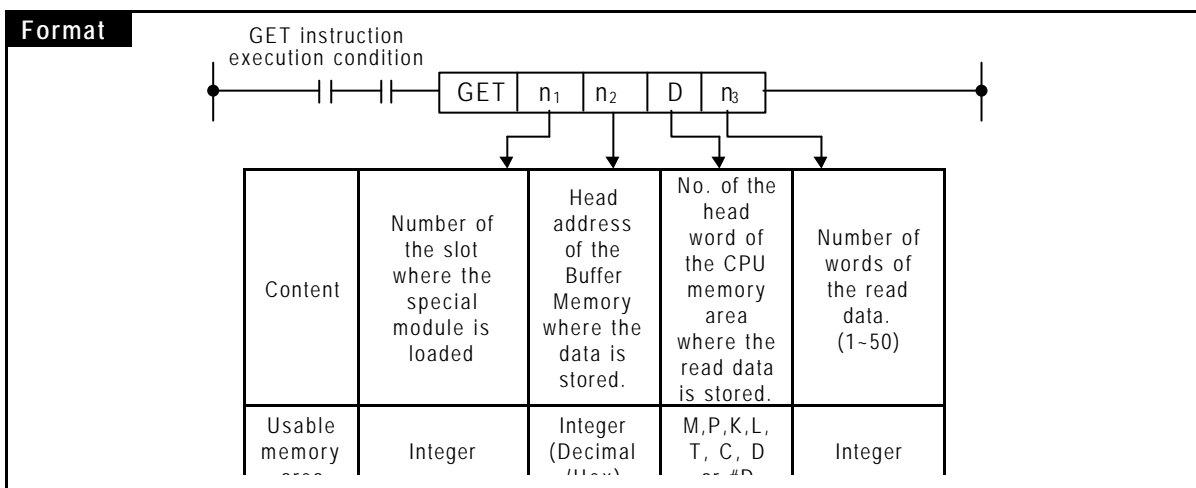 Format
GET instruction
execution condition
GET n₁ n₂ D n₃
Content
Number of
the slot
where the
special
module is
loaded
Head
address
of the
Buffer
Memory
where the
data is
stored.
No. of the
head
word of
the CPU
memory
area
where the
read data
is stored.
Number of
words of
the read
data.
(1~50)
Usable
memory
area
Integer
Integer
(Decimal
/Hex)
M,P,K,L,
T, C, D
or #D
Integer